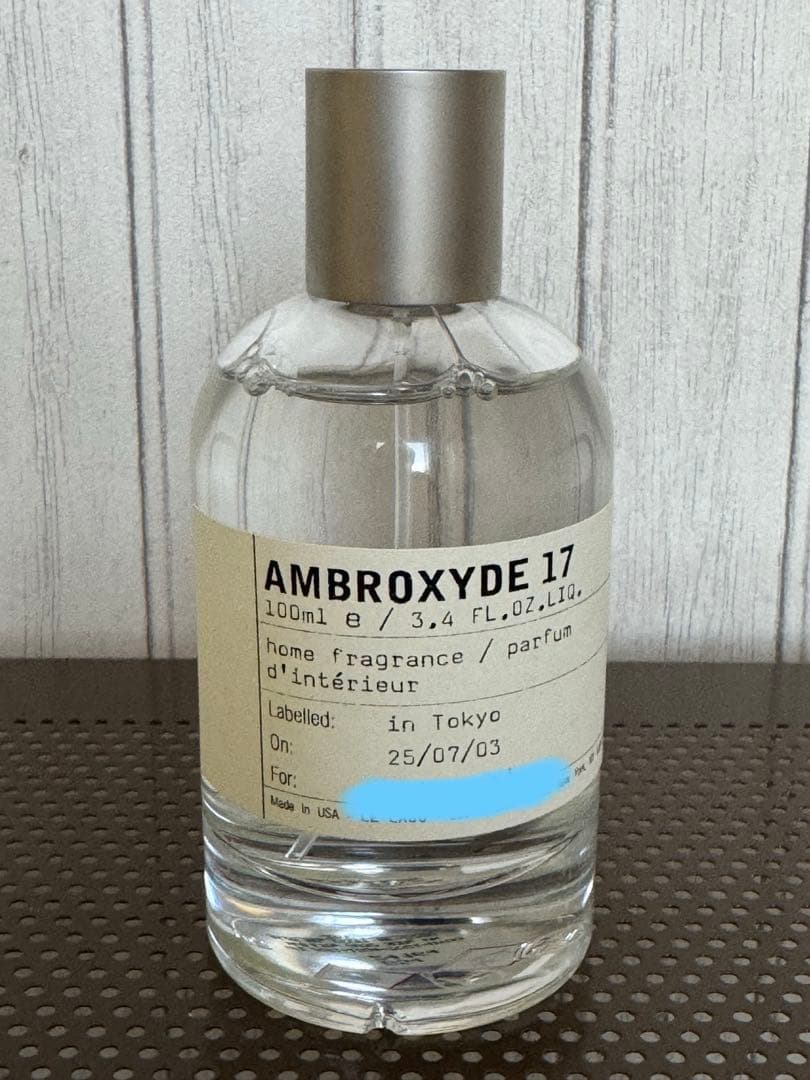 AMBROXYDE 17
100ml e / 3.4 FL.OZ.LIQ.
home fragrance / parfum
d'intérieur
Labelled: in Tokyo
On: 25/07/03
For:
Made in USA